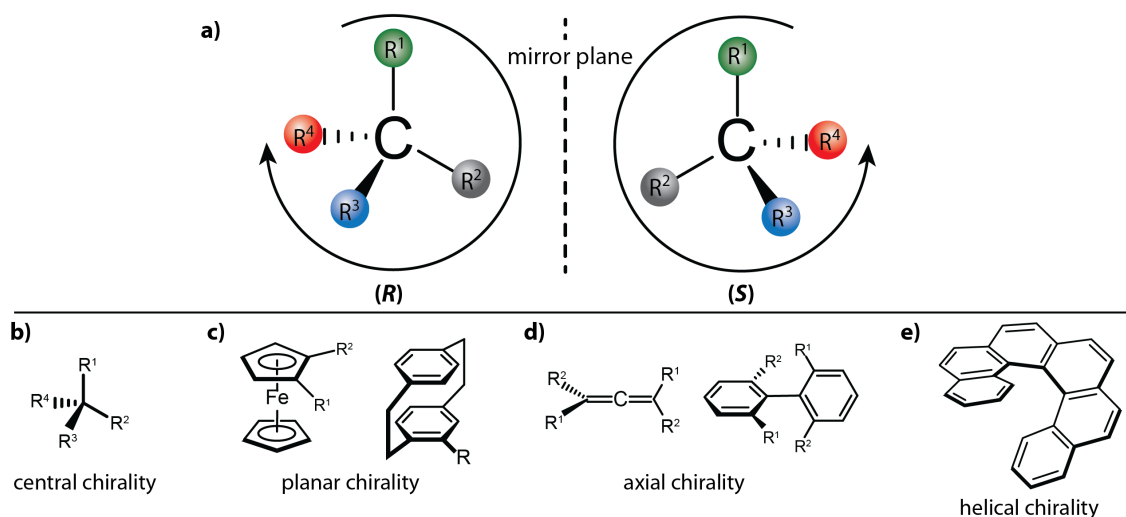 a)
mirror plane
R¹
C
R⁴
R²
R³
(R)
R¹
C
R⁴
R²
R³
(S)
b)
R¹
R⁴
R²
R³
central chirality
c)
R²
Fe
R¹
R
planar chirality
d)
R²
R¹
C
R¹
R²
R²
R¹
R¹
R²
axial chirality
e)
helical chirality